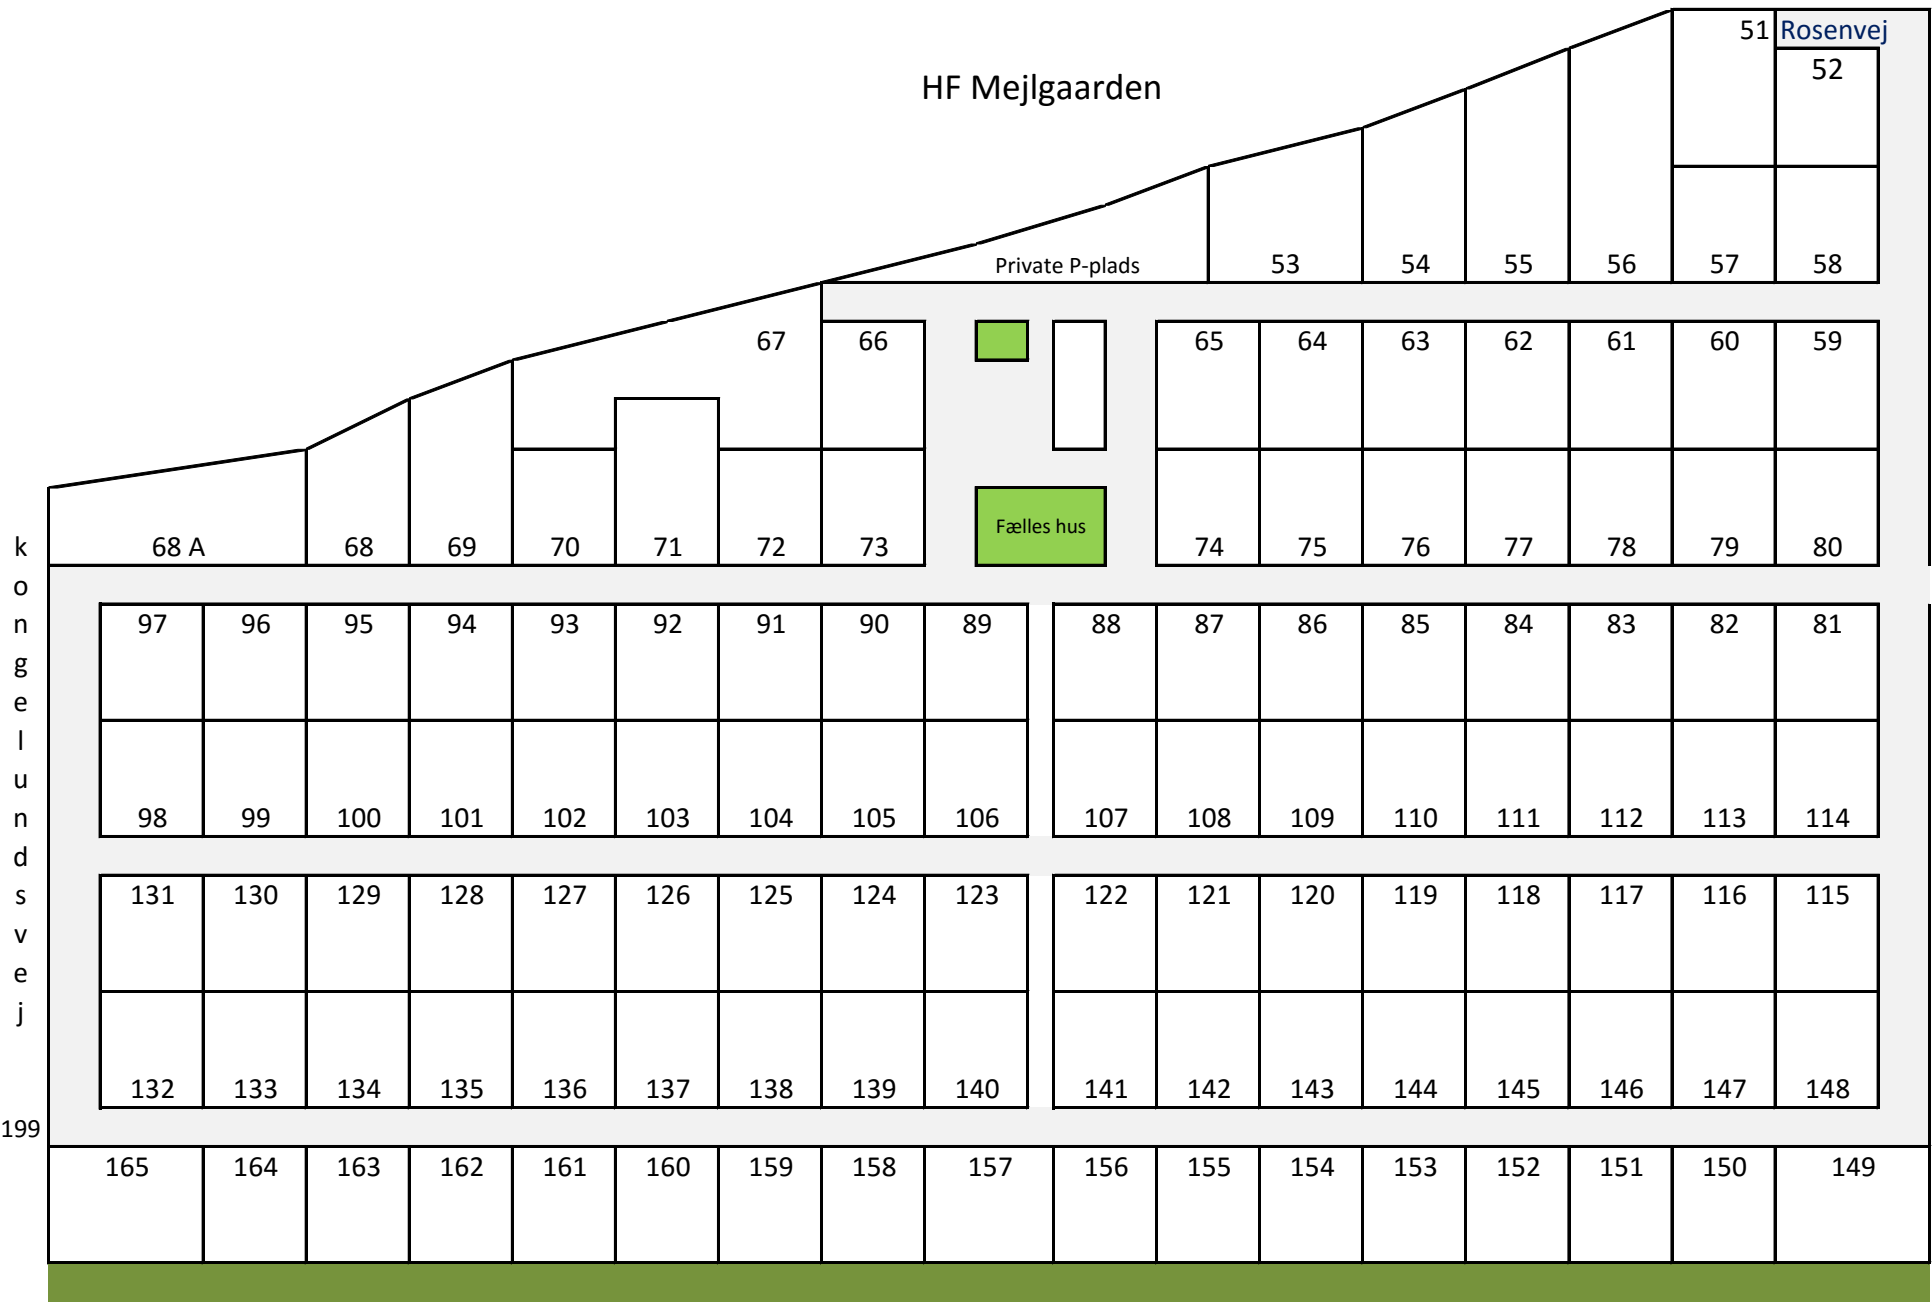 51 Rosenvej
52
HF Mejlgaarden
Private P-plads 53 54 55 56 57 58
67 66 65 64 63 62 61 60 59
Fælles hus
68 A 68 69 70 71 72 73 74 75 76 77 78 79 80
kongelundsvej
97 96 95 94 93 92 91 90 89 88 87 86 85 84 83 82 81
98 99 100 101 102 103 104 105 106 107 108 109 110 111 112 113 114
131 130 129 128 127 126 125 124 123 122 121 120 119 118 117 116 115
132 133 134 135 136 137 138 139 140 141 142 143 144 145 146 147 148
199
165 164 163 162 161 160 159 158 157 156 155 154 153 152 151 150 149